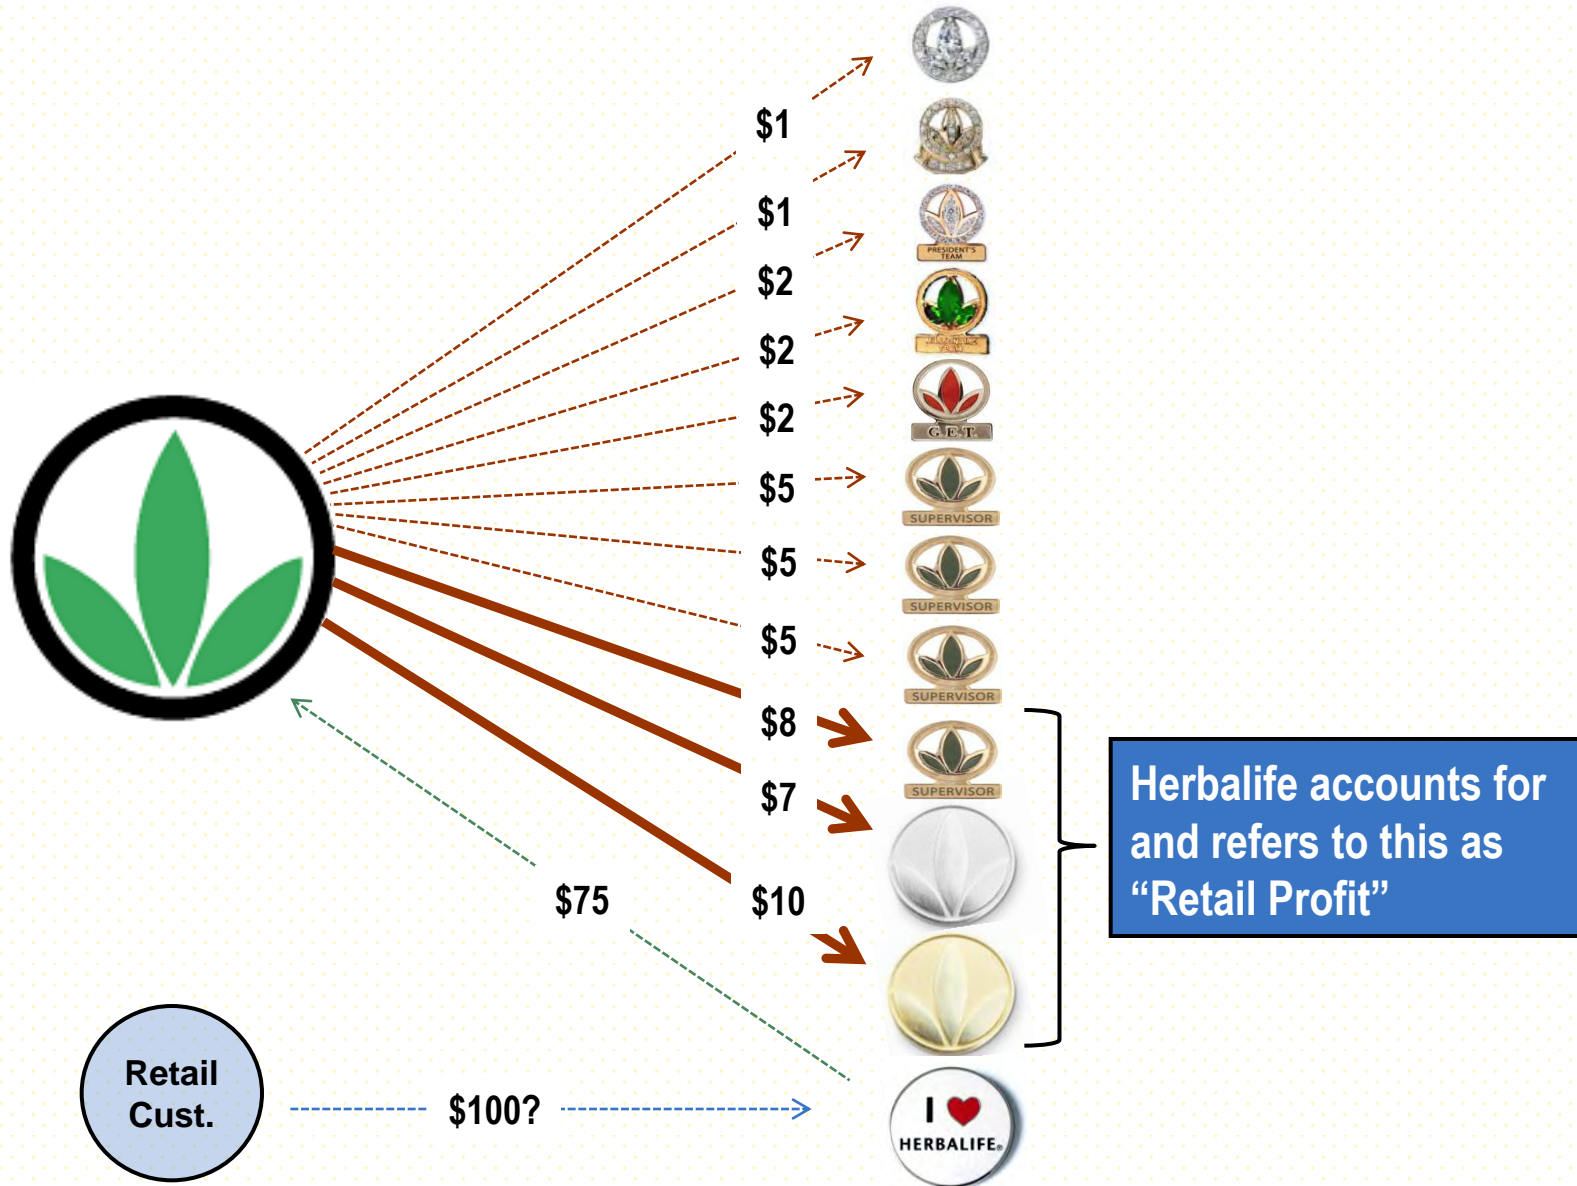 $1
$1
PRESIDENT'S
TEAM
$2
$2
$2
G.E.T.
$5
SUPERVISOR
$5
SUPERVISOR
$5
SUPERVISOR
$8
SUPERVISOR
$7
Herbalife accounts for
and refers to this as
“Retail Profit”
$75
$10
Retail
Cust.
$100?
I ❤
HERBALIFE®